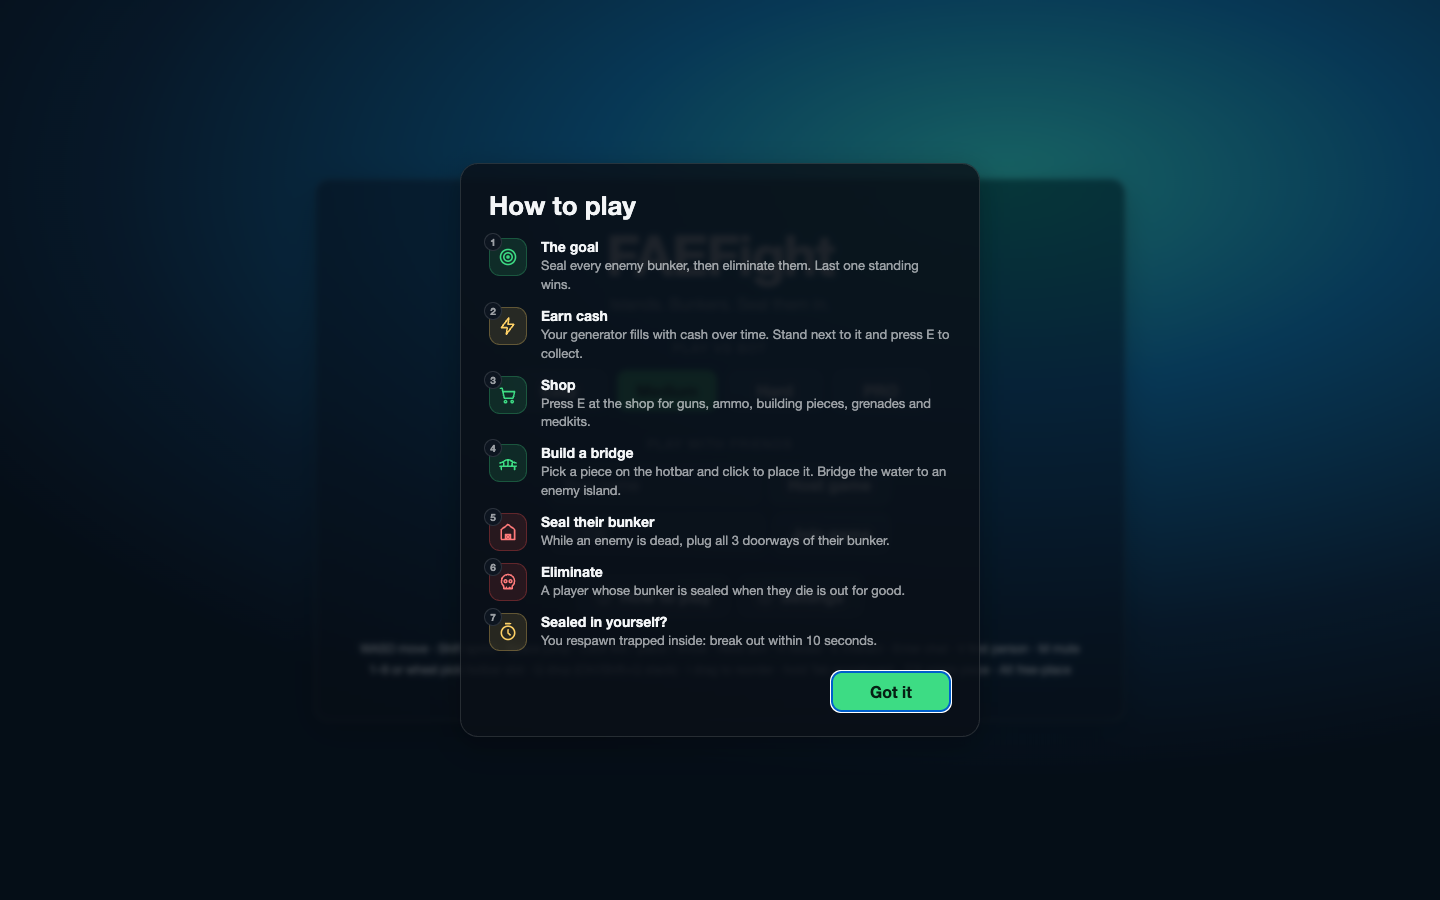 How to play
1
The goal
Seal every enemy bunker, then eliminate them. Last one standing
wins.
2
Earn cash
Your generator fills with cash over time. Stand next to it and press E to
collect.
3
Shop
Press E at the shop for guns, ammo, building pieces, grenades and
medkits.
4
Build a bridge
Pick a piece on the hotbar and click to place it. Bridge the water to an
enemy island.
5
Seal their bunker
While an enemy is dead, plug all 3 doorways of their bunker.
6
Eliminate
A player whose bunker is sealed when they die is out for good.
7
Sealed in yourself?
You respawn trapped inside: break out within 10 seconds.
Got it
FAEFight